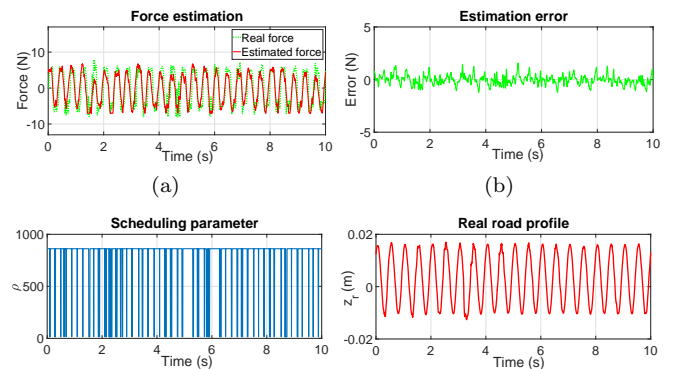 Force estimation
Real force
Estimated force
Force (N)
10
0
-10
0 2 4 6 8 10
Time (s)
(a)
Estimation error
Error (N)
5
0
-5
0 2 4 6 8 10
Time (s)
(b)
Scheduling parameter
ρ
1000
500
0
0 2 4 6 8 10
Time (s)
Real road profile
z_r (m)
0.02
0
-0.02
0 2 4 6 8 10
Time (s)